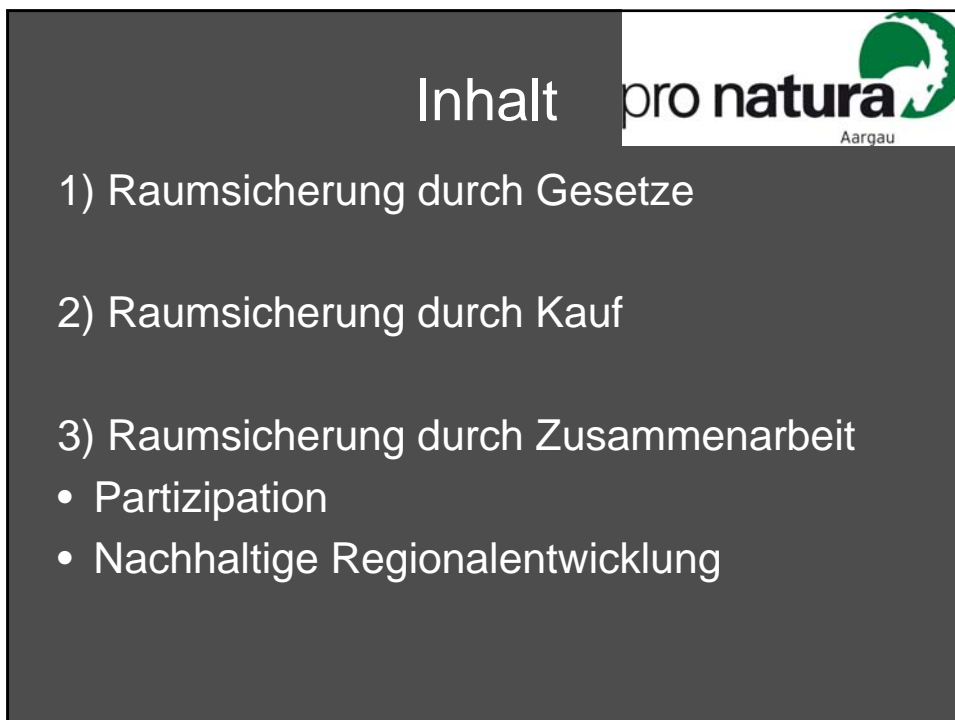 Inhalt
pro natura
Aargau
1) Raumsicherung durch Gesetze
2) Raumsicherung durch Kauf
3) Raumsicherung durch Zusammenarbeit
• Partizipation
• Nachhaltige Regionalentwicklung